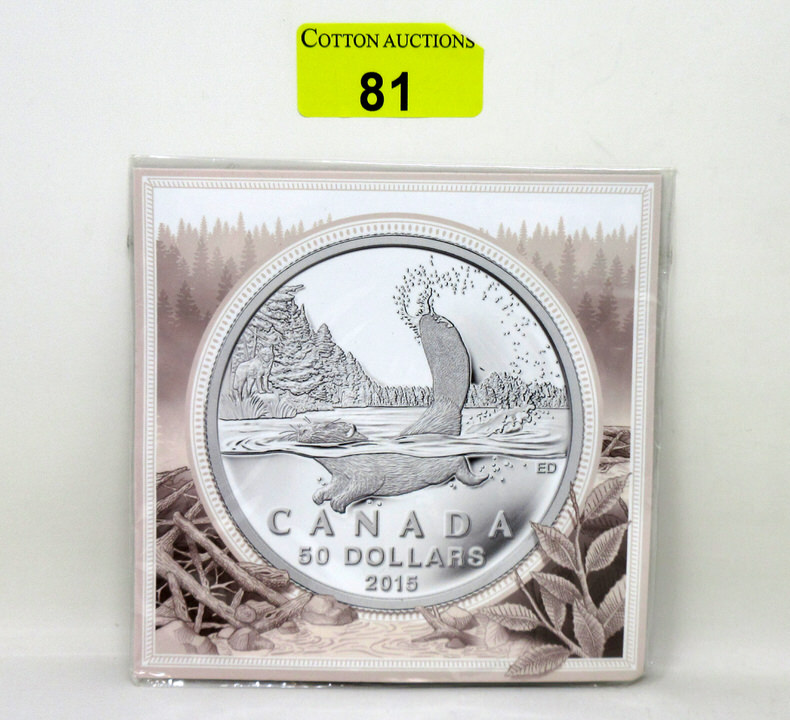 COTTON AUCTIONS
81
ED
CANADA
50 DOLLARS
2015